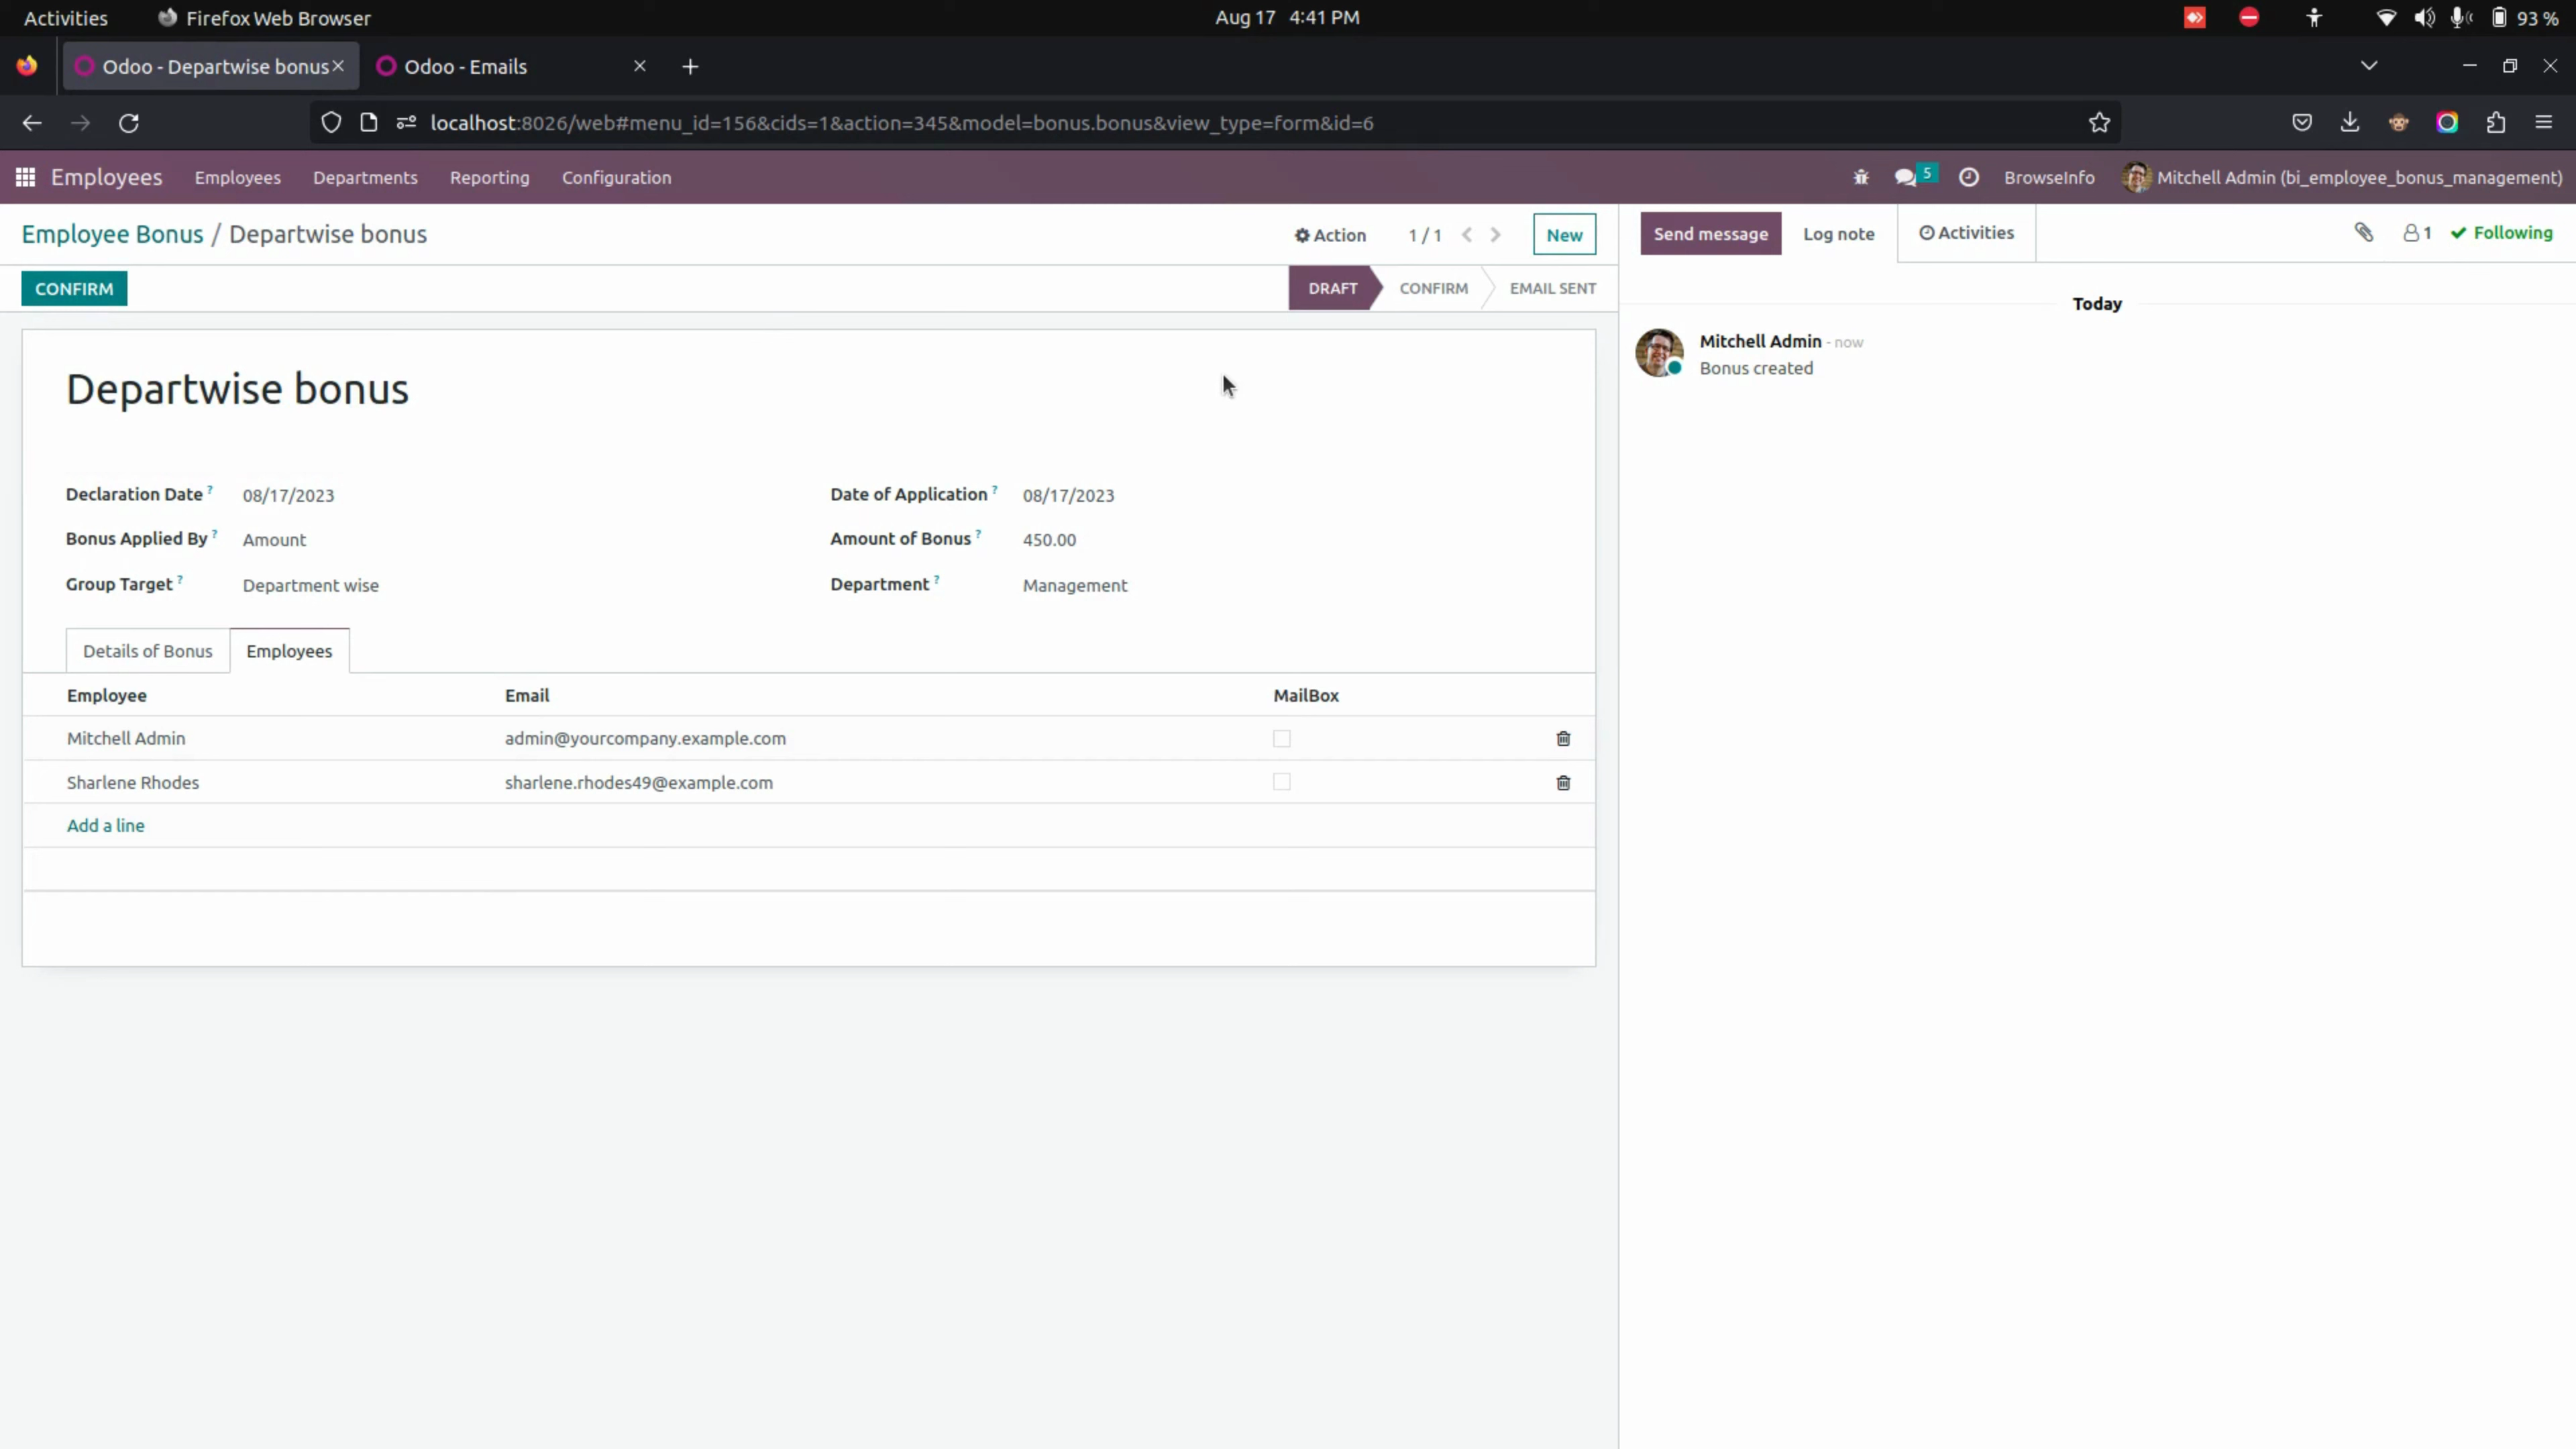 Activities Firefox Web Browser Aug 17 4:41 PM 93 %
Odoo - Departwise bonus Odoo - Emails
localhost:8026/web#menu_id=156&cids=1&action=345&model=bonus.bonus&view_type=form&id=6
Employees Employees Departments Reporting Configuration 5 BrowseInfo Mitchell Admin (bi_employee_bonus_management)
Employee Bonus / Departwise bonus Action 1 / 1 New Send message Log note Activities 1 Following
CONFIRM DRAFT CONFIRM EMAIL SENT
Today
Mitchell Admin - now
Bonus created
Departwise bonus
Declaration Date ? 08/17/2023 Date of Application ? 08/17/2023
Bonus Applied By ? Amount Amount of Bonus ? 450.00
Group Target ? Department wise Department ? Management
Details of Bonus Employees
Employee Email MailBox
Mitchell Admin admin@yourcompany.example.com
Sharlene Rhodes sharlene.rhodes49@example.com
Add a line